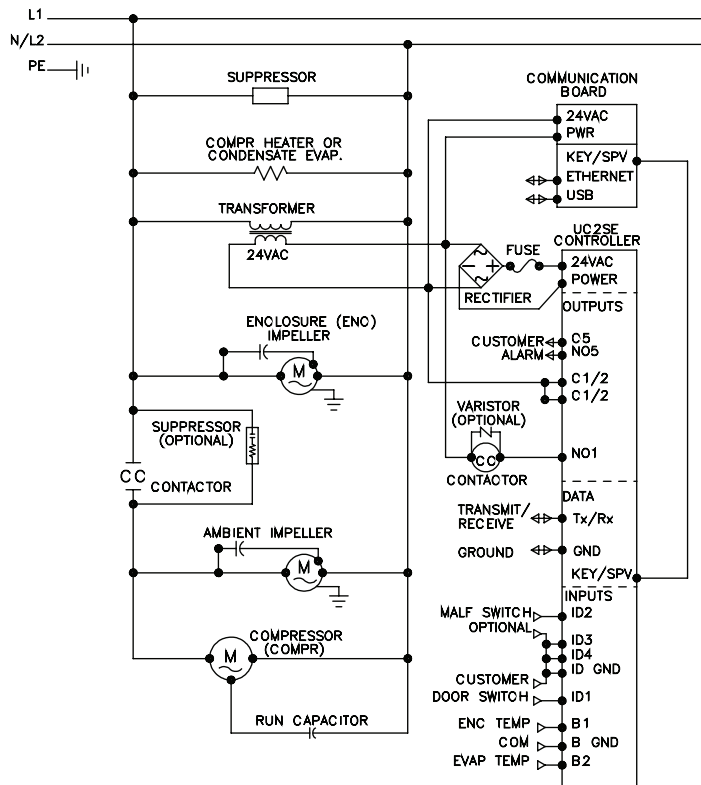 L1
N/L2
PE
SUPPRESSOR
COMPR HEATER OR
CONDENSATE EVAP.
TRANSFORMER
24VAC
COMMUNICATION
BOARD
24VAC
PWR
KEY/SPV
ETHERNET
USB
UC2SE
CONTROLLER
FUSE
24VAC
POWER
RECTIFIER
OUTPUTS
ENCLOSURE (ENC)
IMPELLER
M
CUSTOMER
ALARM
C5
NO5
C1/2
C1/2
SUPPRESSOR
(OPTIONAL)
CC
CONTACTOR
VARISTOR
(OPTIONAL)
CC
CONTACTOR
NO1
DATA
TRANSMIT/
RECEIVE
Tx/Rx
GROUND
GND
KEY/SPV
AMBIENT IMPELLER
M
INPUTS
MALF SWITCH
OPTIONAL
ID2
ID3
ID4
ID GND
CUSTOMER
DOOR SWITCH
ID1
ENC TEMP
B1
COM
B GND
EVAP TEMP
B2
COMPRESSOR
(COMPR)
M
RUN CAPACITOR